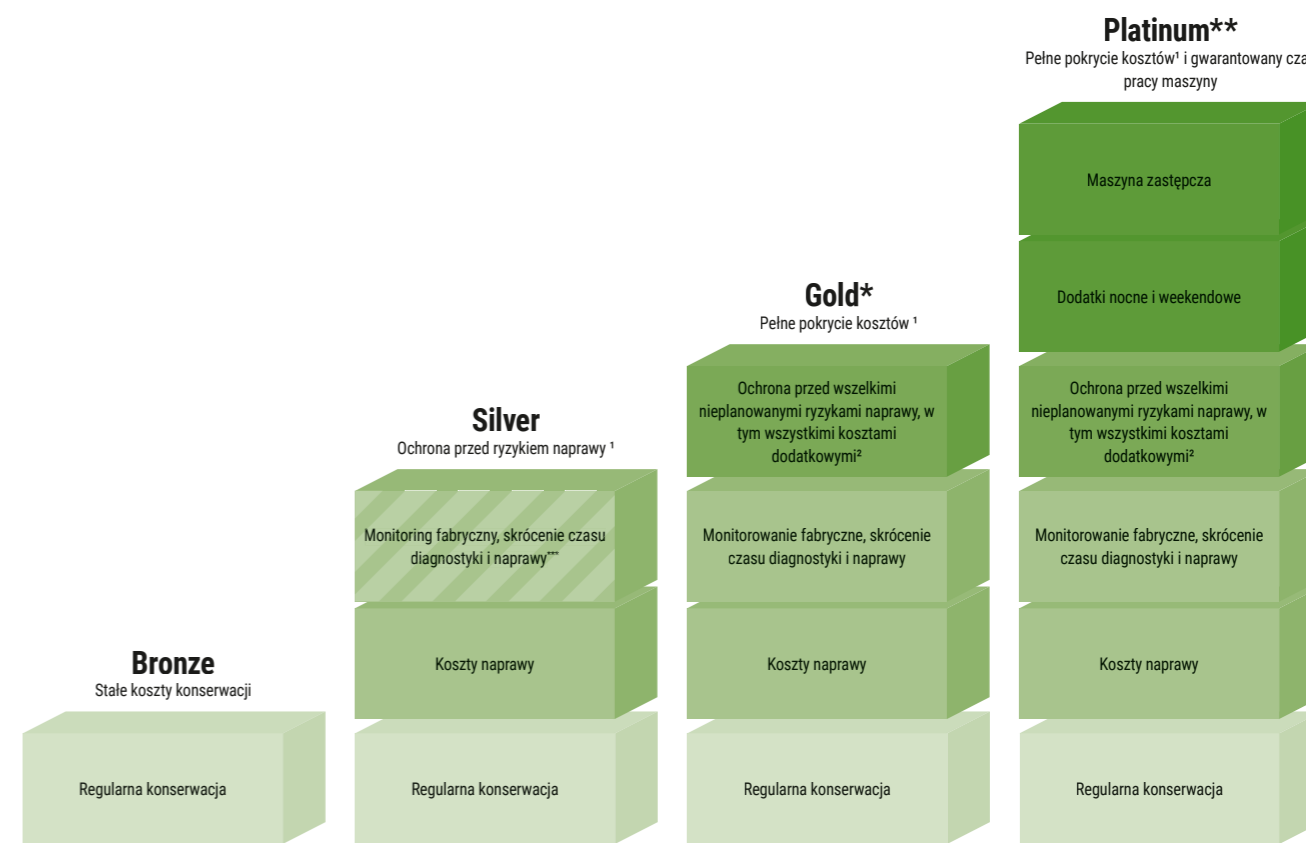 Platinum**
Pełne pokrycie kosztów¹ i gwarantowany
pracy maszyny
Maszyna zastępcza
Dodatki nocne i weekendowe
Ochrona przed wszelkimi
nieplanowanymi ryzykami naprawy, w
tym wszystkimi kosztami
dodatkowymi²
Monitorowanie fabryczne, skrócenie
czasu diagnostyki i naprawy
Koszty naprawy
Regularna konserwacja
Gold*
Pełne pokrycie kosztów ¹
Ochrona przed wszelkimi
nieplanowanymi ryzykami naprawy, w
tym wszystkimi kosztami
dodatkowymi²
Monitorowanie fabryczne, skrócenie
czasu diagnostyki i naprawy
Koszty naprawy
Regularna konserwacja
Silver
Ochrona przed ryzykiem naprawy ¹
Monitoring fabryczny, skrócenie czasu
diagnostyki i naprawy***
Koszty naprawy
Regularna konserwacja
Bronze
Stałe koszty konserwacji
Regularna konserwacja